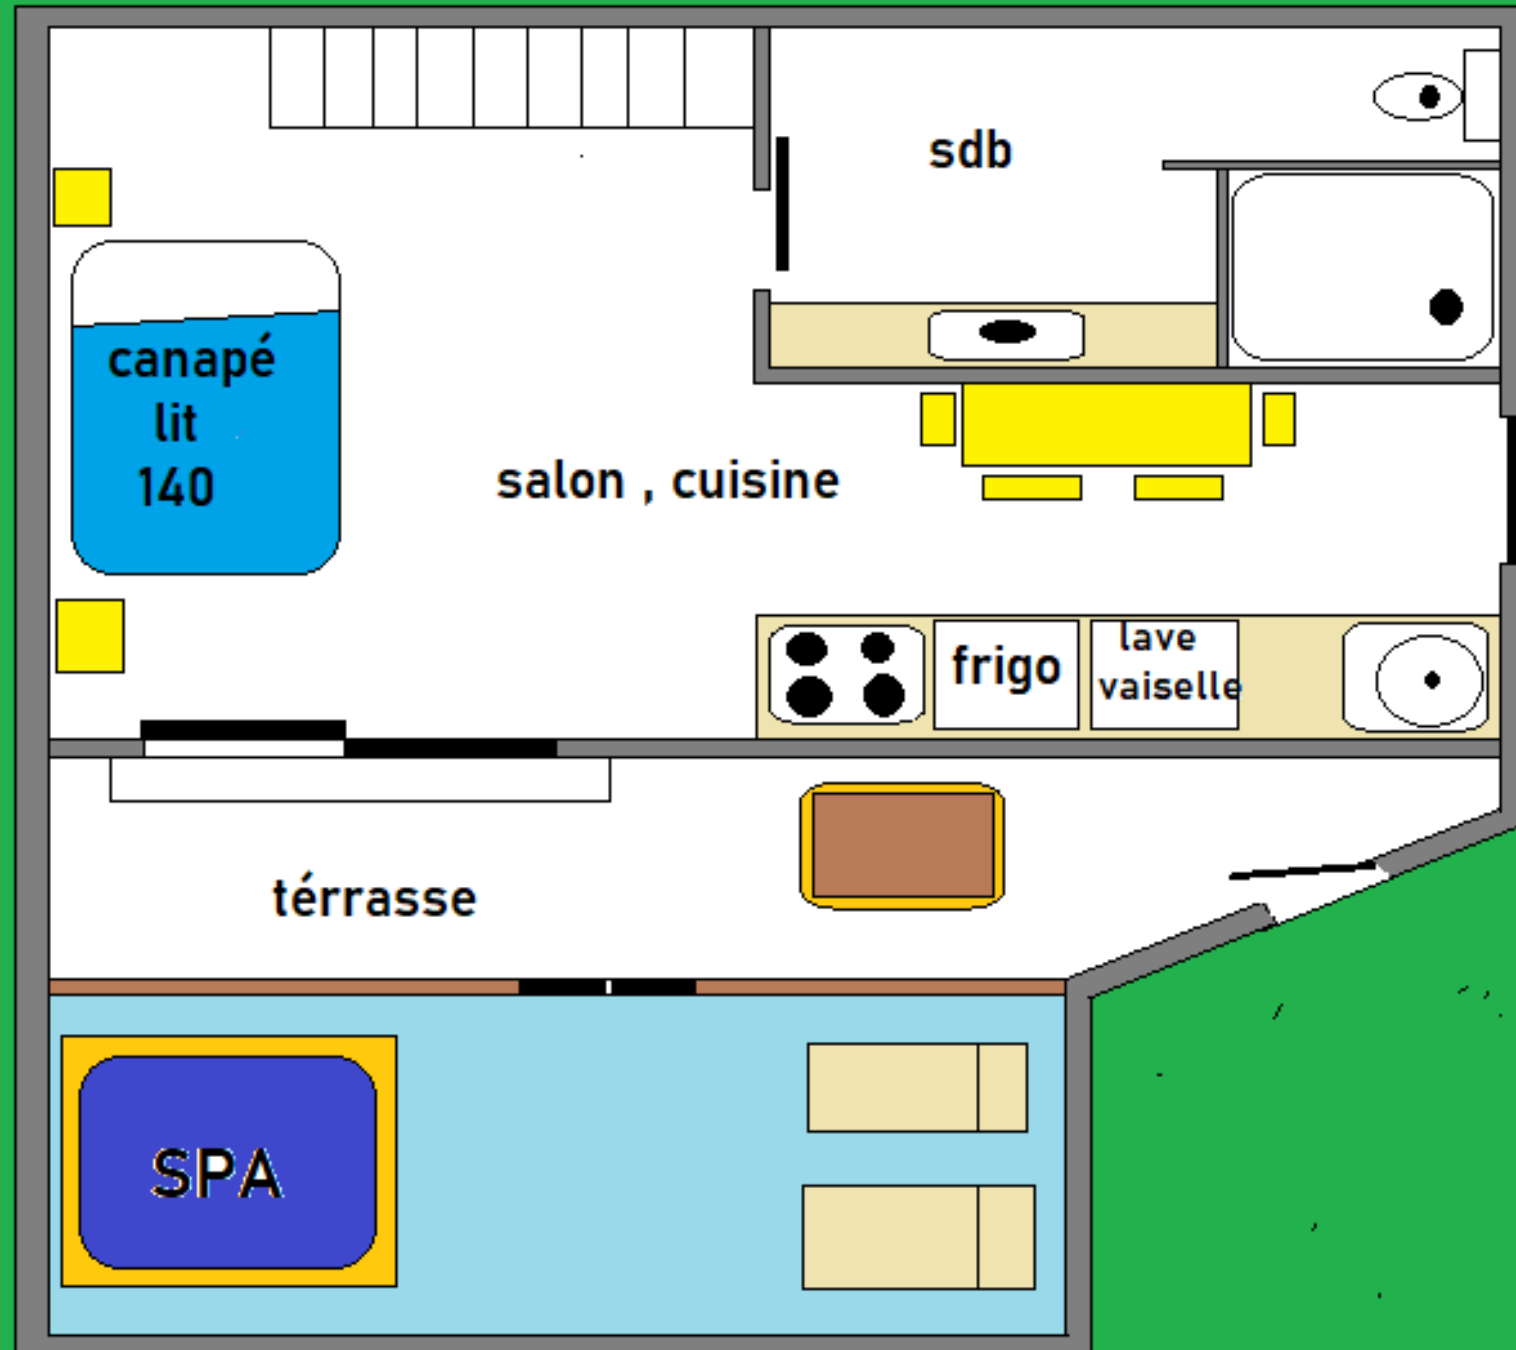 sdb
canapé
lit
140
salon , cuisine
frigo
lave
vaiselle
térrasse
SPA